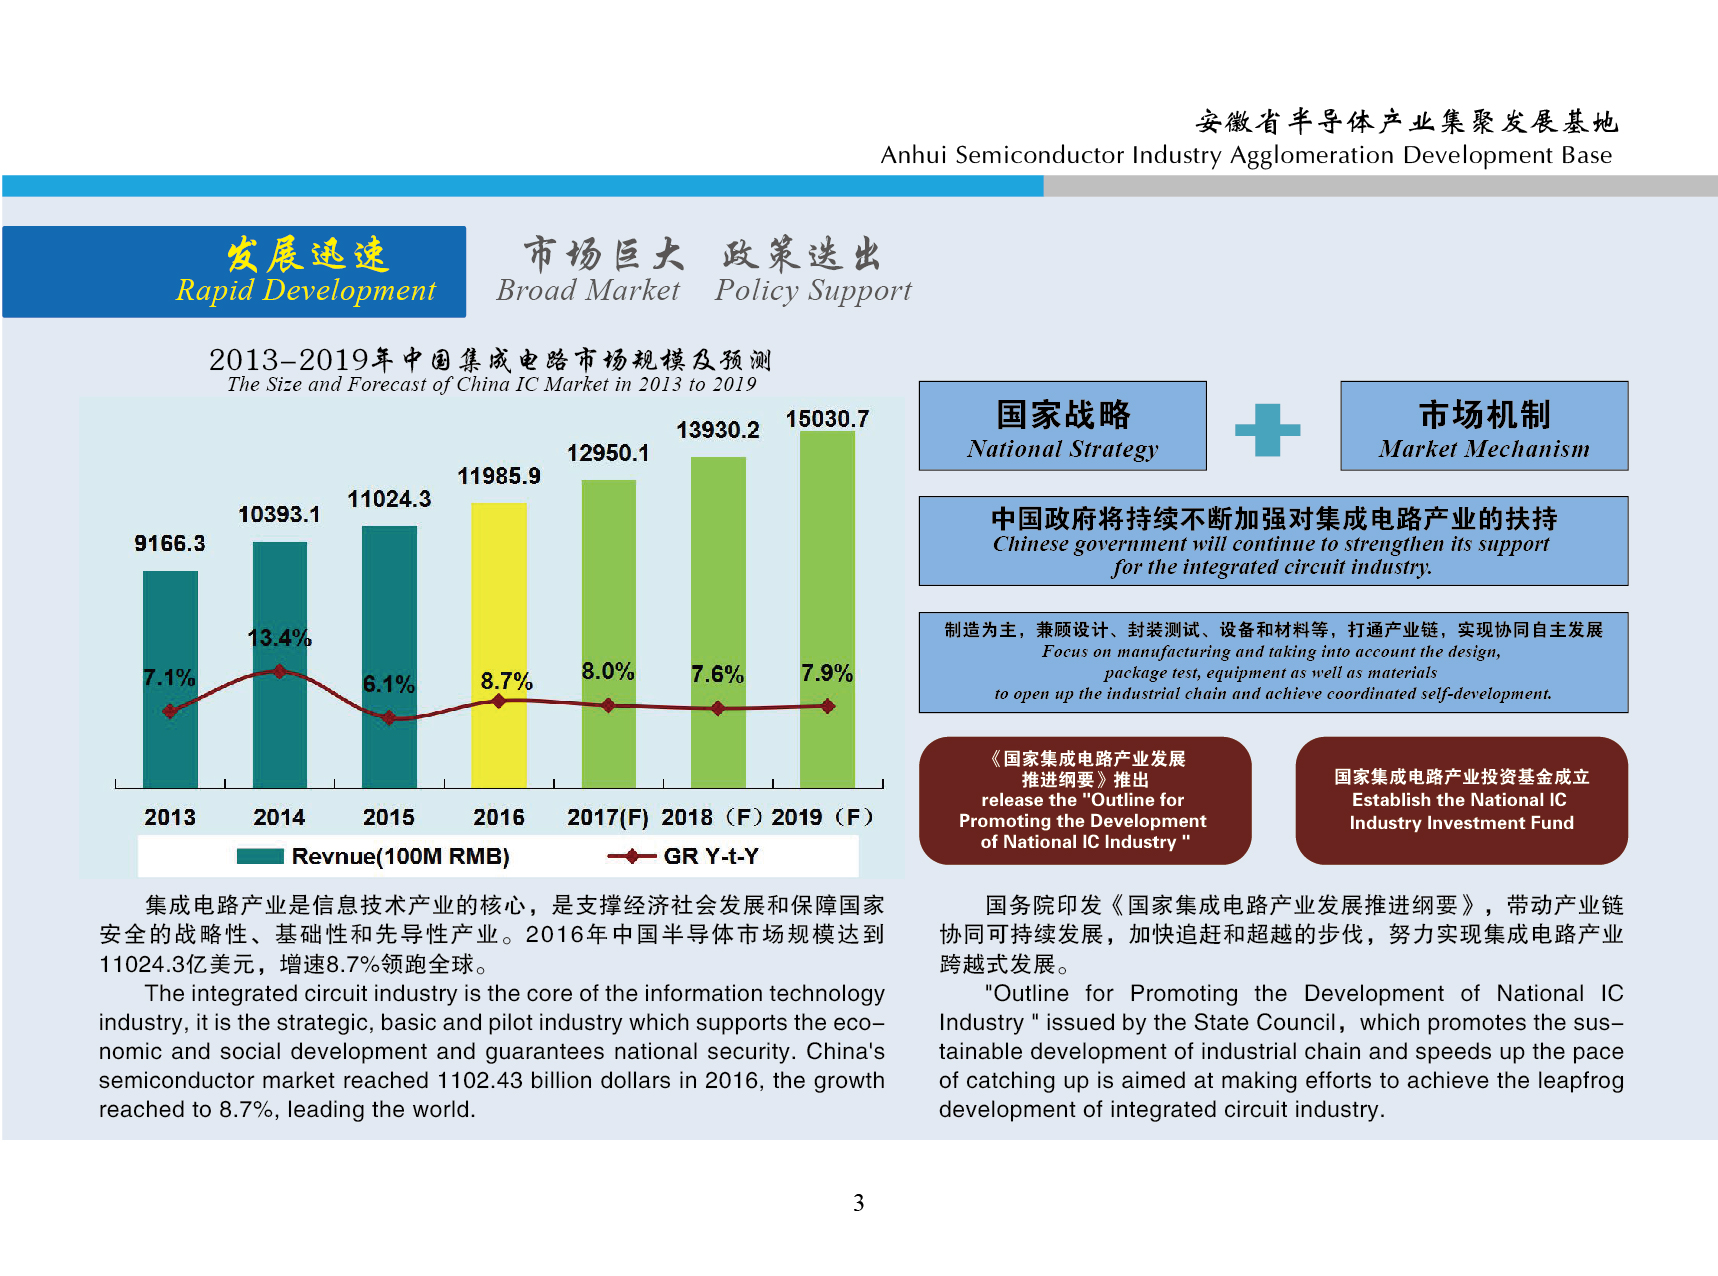 安徽省半导体产业集聚发展基地
Anhui Semiconductor Industry Agglomeration Development Base
发展迅速
Rapid Development
市场巨大 政策迭出
Broad Market Policy Support
2013-2019年中国集成电路市场规模及预测
The Size and Forecast of China IC Market in 2013 to 2019
9166.3
10393.1
11024.3
11985.9
12950.1
13930.2
15030.7
7.1%
13.4%
6.1%
8.7%
8.0%
7.6%
7.9%
2013 2014 2015 2016 2017(F) 2018（F）2019（F）
Revnue(100M RMB) GR Y-t-Y
集成电路产业是信息技术产业的核心，是支撑经济社会发展和保障国家
安全的战略性、基础性和先导性产业。2016年中国半导体市场规模达到
11024.3亿美元，增速8.7%领跑全球。
The integrated circuit industry is the core of the information technology
industry, it is the strategic, basic and pilot industry which supports the eco-
nomic and social development and guarantees national security. China's
semiconductor market reached 1102.43 billion dollars in 2016, the growth
reached to 8.7%, leading the world.
国家战略
National Strategy
市场机制
Market Mechanism
中国政府将持续不断加强对集成电路产业的扶持
Chinese government will continue to strengthen its support
for the integrated circuit industry.
制造为主，兼顾设计、封装测试、设备和材料等，打通产业链，实现协同自主发展
Focus on manufacturing and taking into account the design,
package test, equipment as well as materials
to open up the industrial chain and achieve coordinated self-development.
《国家集成电路产业发展
推进纲要》推出
release the "Outline for
Promoting the Development
of National IC Industry "
国家集成电路产业投资基金成立
Establish the National IC
Industry Investment Fund
国务院印发《国家集成电路产业发展推进纲要》，带动产业链
协同可持续发展，加快追赶和超越的步伐，努力实现集成电路产业
跨越式发展。
"Outline for Promoting the Development of National IC
Industry " issued by the State Council，which promotes the sus-
tainable development of industrial chain and speeds up the pace
of catching up is aimed at making efforts to achieve the leapfrog
development of integrated circuit industry.
3